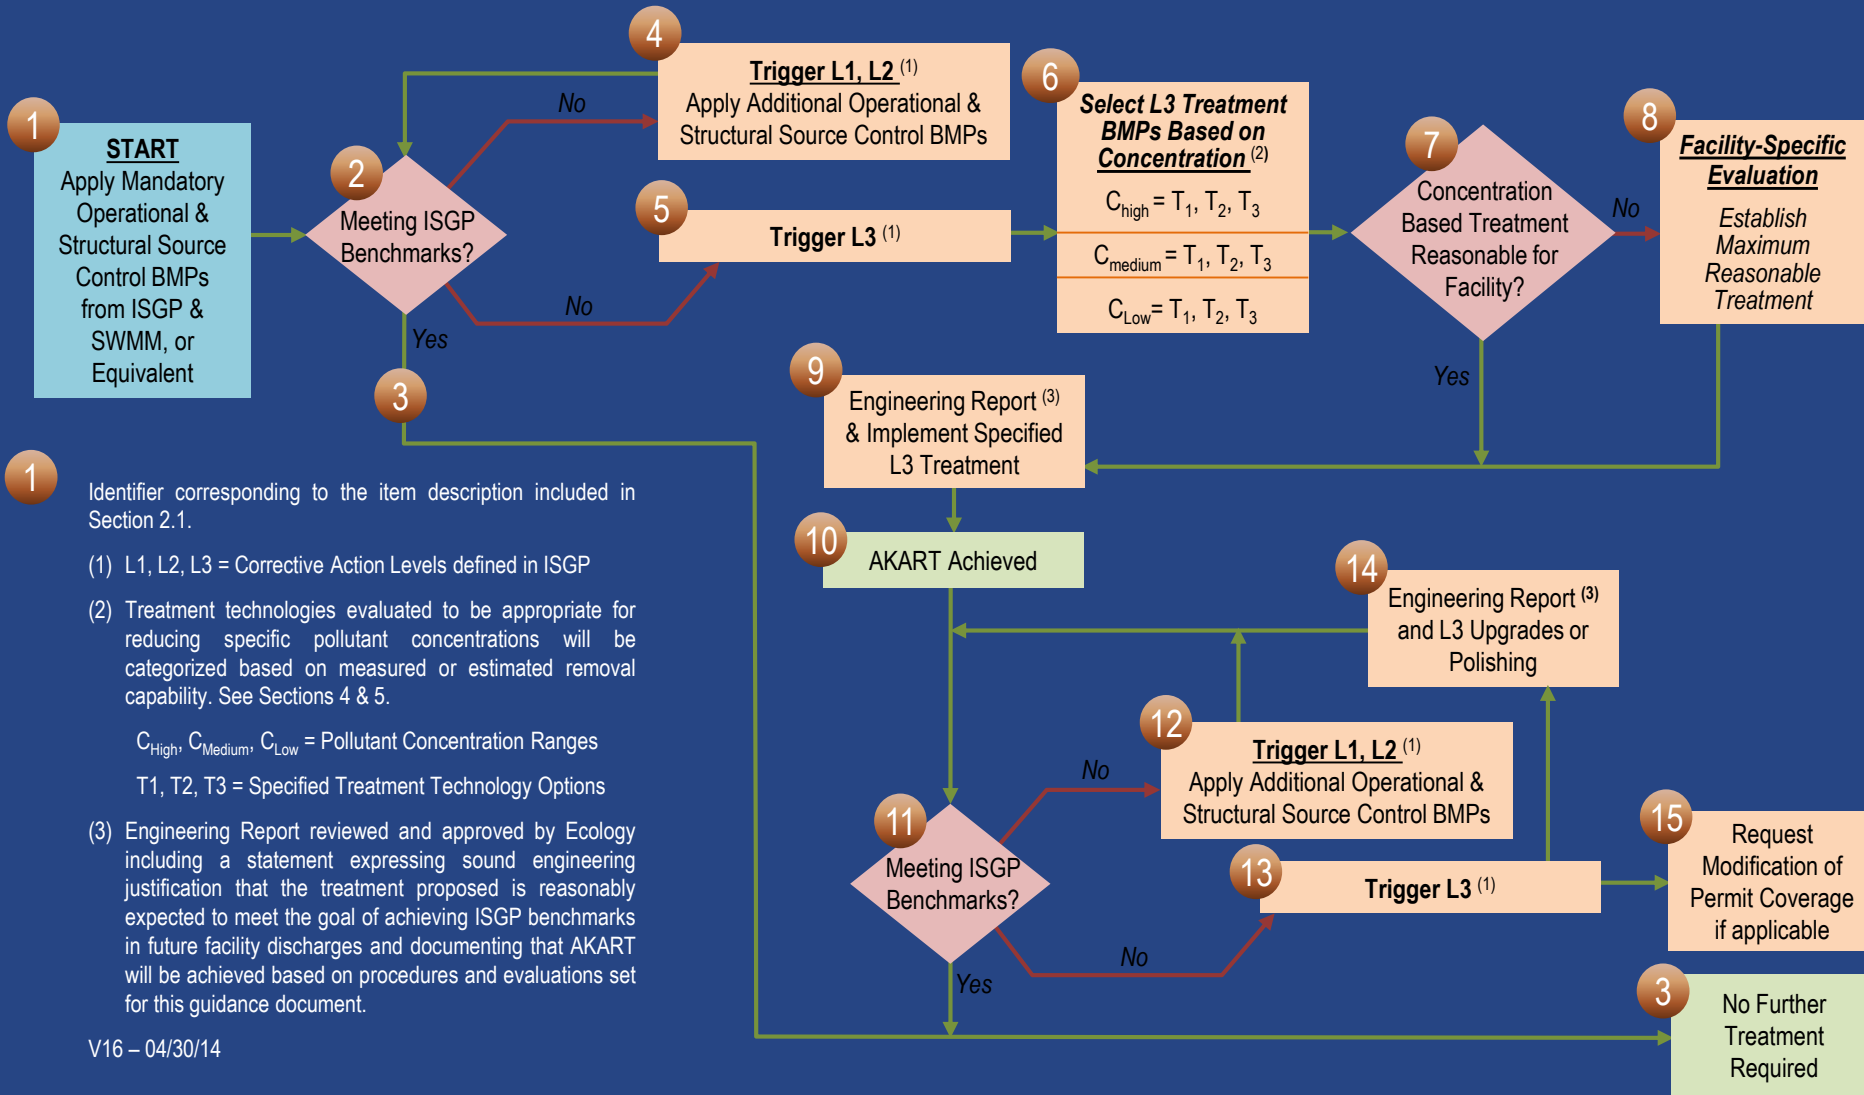 1
START
Apply Mandatory
Operational &
Structural Source
Control BMPs
from ISGP &
SWMM, or
Equivalent
2
Meeting ISGP
Benchmarks?
No
No
Yes
3
4
Trigger L1, L2 (1)
Apply Additional Operational &
Structural Source Control BMPs
5
Trigger L3 (1)
6
Select L3 Treatment
BMPs Based on
Concentration (2)
Chigh = T1, T2, T3
Cmedium = T1, T2, T3
CLow= T1, T2, T3
7
Concentration
Based Treatment
Reasonable for
Facility?
No
Yes
8
Facility-Specific
Evaluation
Establish
Maximum
Reasonable
Treatment
9
Engineering Report (3)
& Implement Specified
L3 Treatment
10
AKART Achieved
11
Meeting ISGP
Benchmarks?
No
No
Yes
12
Trigger L1, L2 (1)
Apply Additional Operational &
Structural Source Control BMPs
13
Trigger L3 (1)
14
Engineering Report (3)
and L3 Upgrades or
Polishing
15
Request
Modification of
Permit Coverage
if applicable
3
No Further
Treatment
Required
1
Identifier corresponding to the item description included in
Section 2.1.
(1) L1, L2, L3 = Corrective Action Levels defined in ISGP
(2) Treatment technologies evaluated to be appropriate for
reducing specific pollutant concentrations will be
categorized based on measured or estimated removal
capability. See Sections 4 & 5.
CHigh, CMedium, CLow = Pollutant Concentration Ranges
T1, T2, T3 = Specified Treatment Technology Options
(3) Engineering Report reviewed and approved by Ecology
including a statement expressing sound engineering
justification that the treatment proposed is reasonably
expected to meet the goal of achieving ISGP benchmarks
in future facility discharges and documenting that AKART
will be achieved based on procedures and evaluations set
for this guidance document.
V16 – 04/30/14